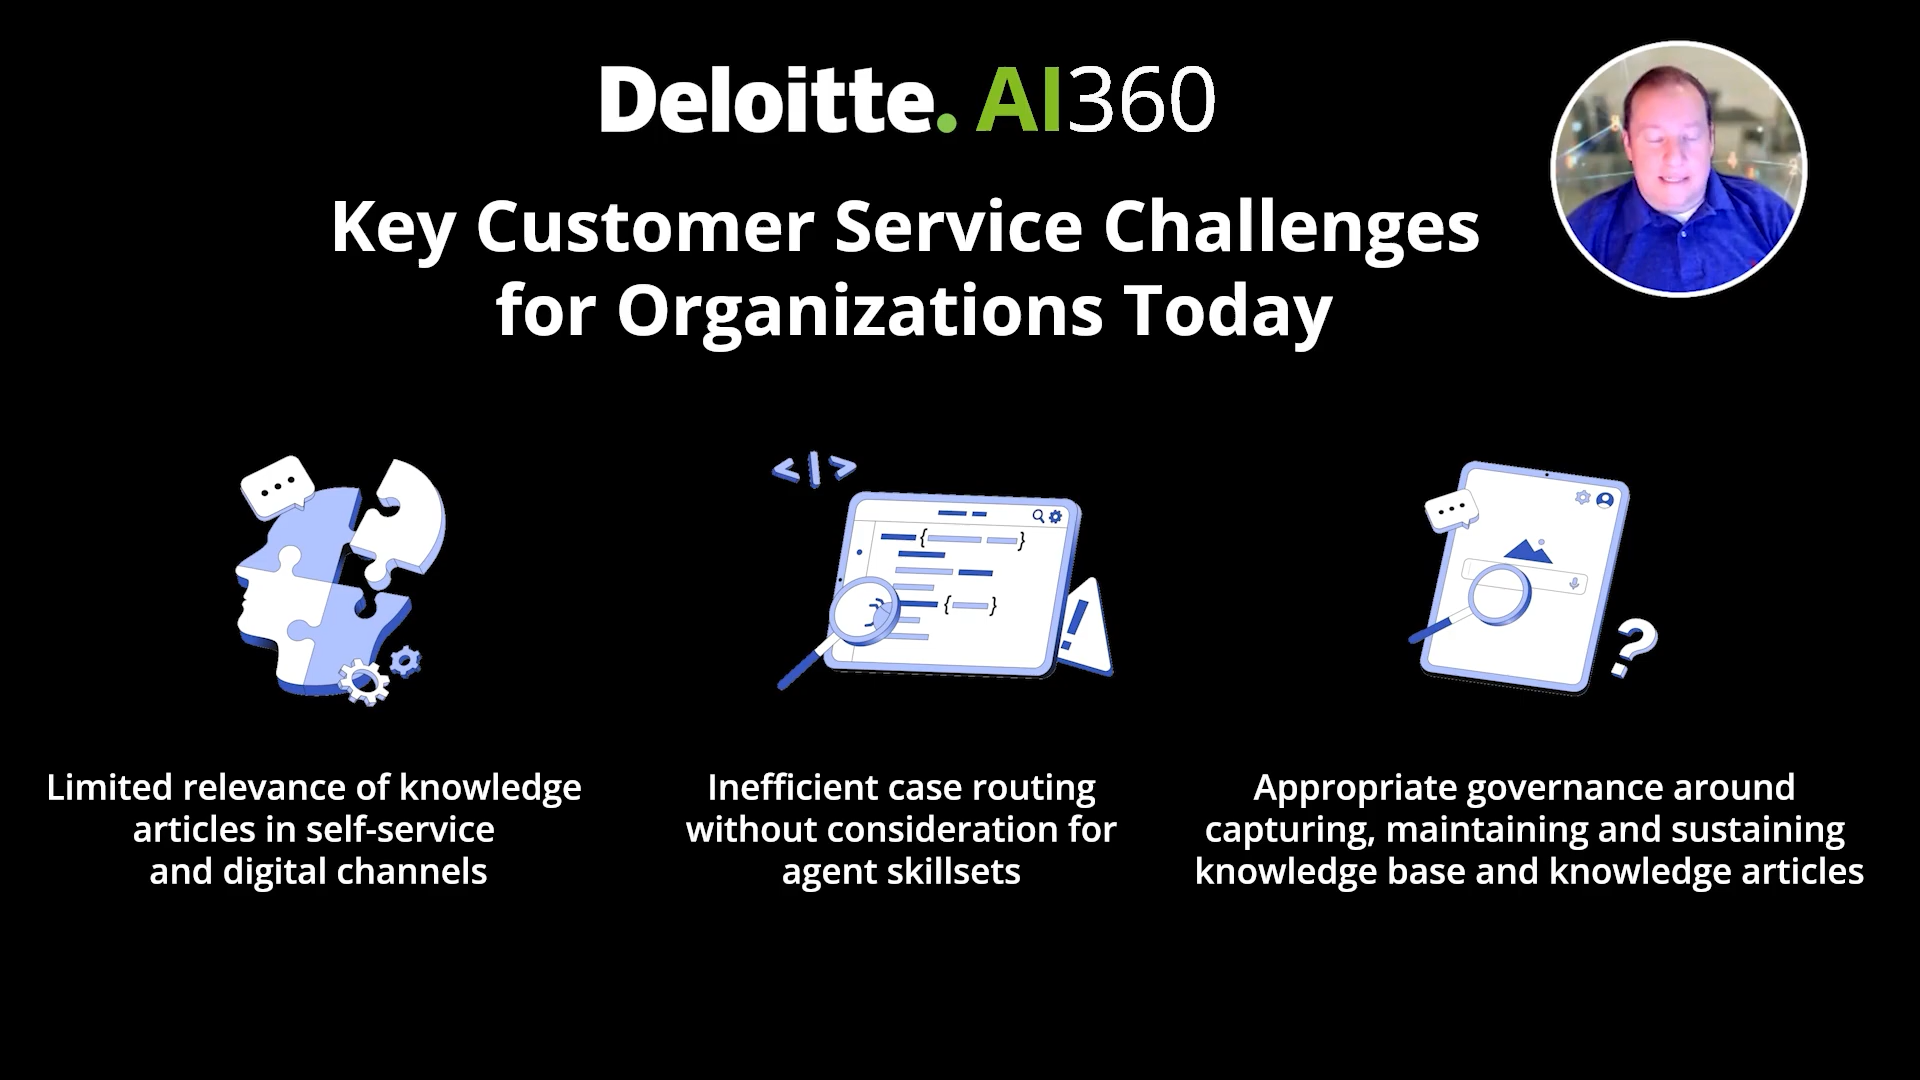 Deloitte. AI360
Key Customer Service Challenges
for Organizations Today
Limited relevance of knowledge
articles in self-service
and digital channels
Inefficient case routing
without consideration for
agent skillsets
Appropriate governance around
capturing, maintaining and sustaining
knowledge base and knowledge articles